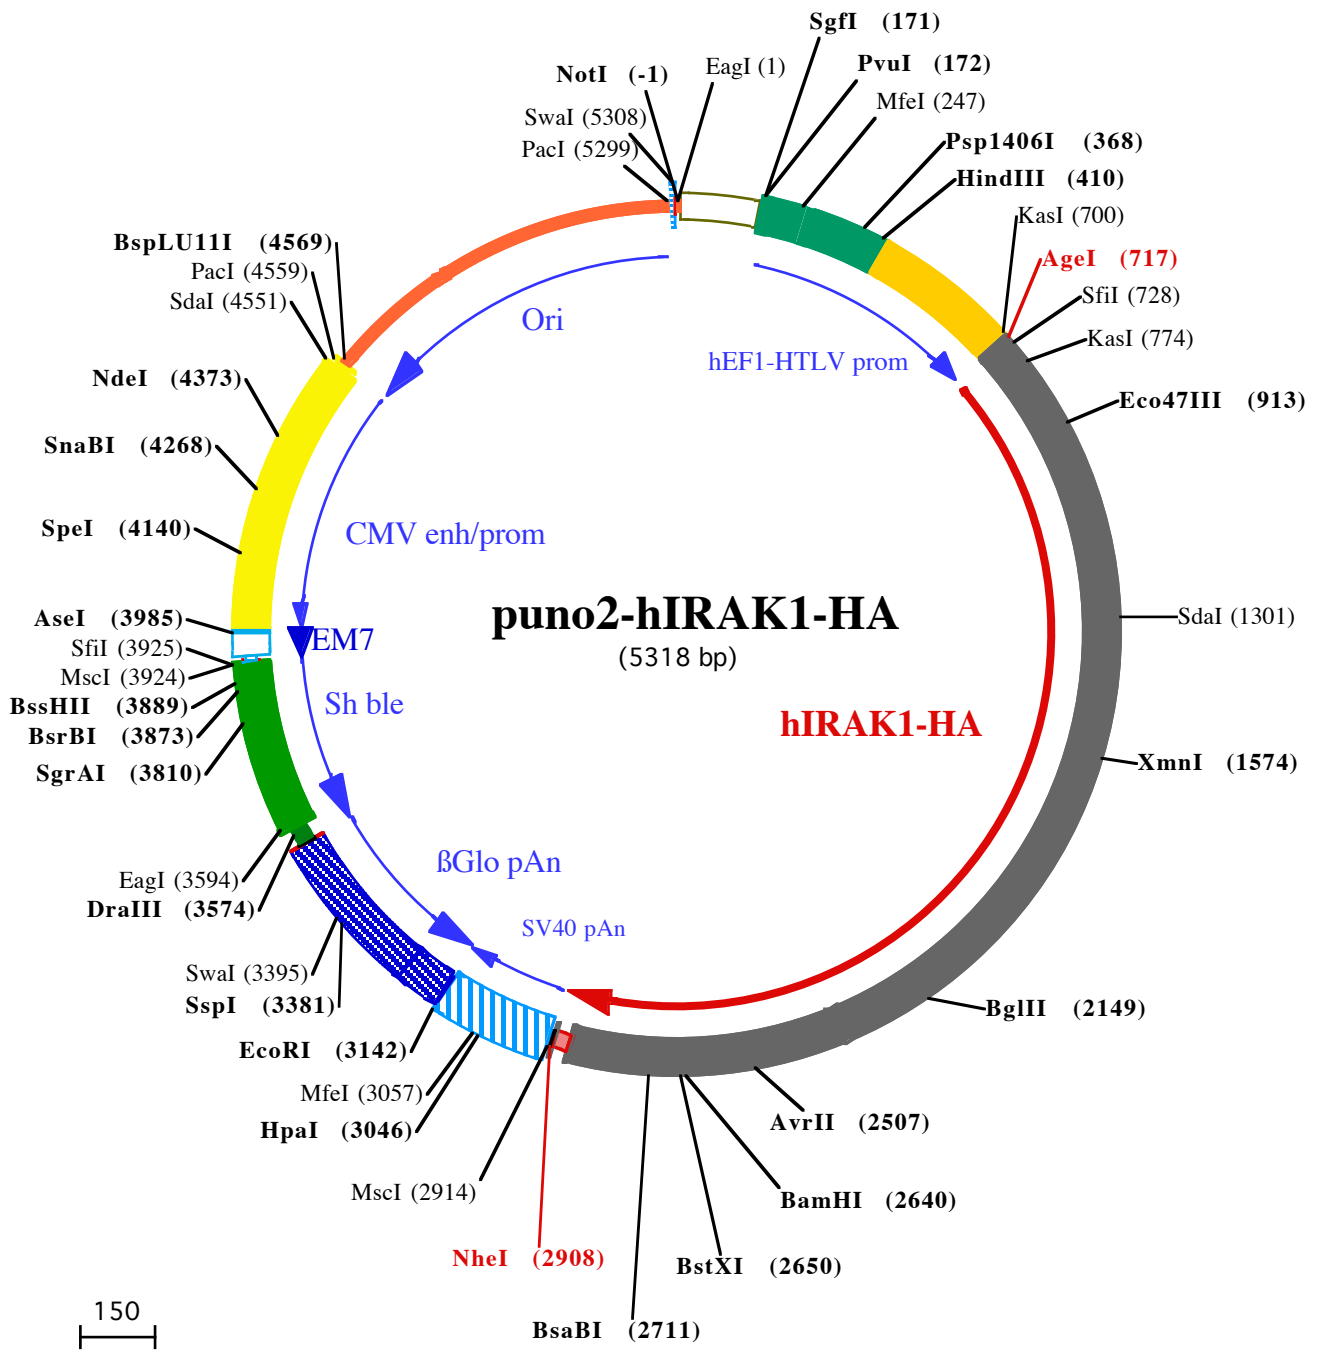 SgfI (171)
NotI (-1)
EagI (1)
PvuI (172)
SwaI (5308)
MfeI (247)
PacI (5299)
Psp1406I (368)
HindIII (410)
KasI (700)
BspLU11I (4569)
AgeI (717)
PacI (4559)
SdaI (4551)
SfiI (728)
Ori
KasI (774)
hEF1-HTLV prom
NdeI (4373)
Eco47III (913)
SnaBI (4268)
SpeI (4140)
CMV enh/prom
puno2-hIRAK1-HA
(5318 bp)
SdaI (1301)
AseI (3985)
EM7
SfiI (3925)
MscI (3924)
BssHII (3889)
Sh ble
hIRAK1-HA
BsrBI (3873)
XmnI (1574)
SgrAI (3810)
ßGlo pAn
EagI (3594)
DraIII (3574)
SV40 pAn
SwaI (3395)
SspI (3381)
BglII (2149)
EcoRI (3142)
MfeI (3057)
AvrII (2507)
HpaI (3046)
MscI (2914)
BamHI (2640)
NheI (2908)
BstXI (2650)
150
BsaBI (2711)